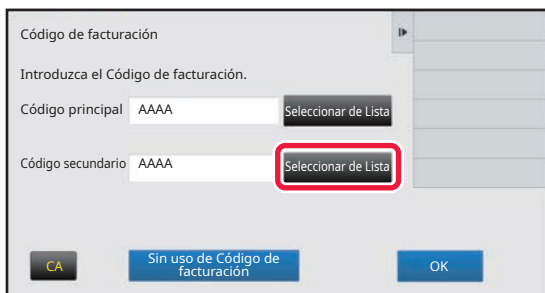 Código de facturación
Introduzca el Código de facturación.
Código principal AAAA Seleccionar de Lista
Código secundario AAAA Seleccionar de Lista
CA Sin uso de Código de
facturación OK